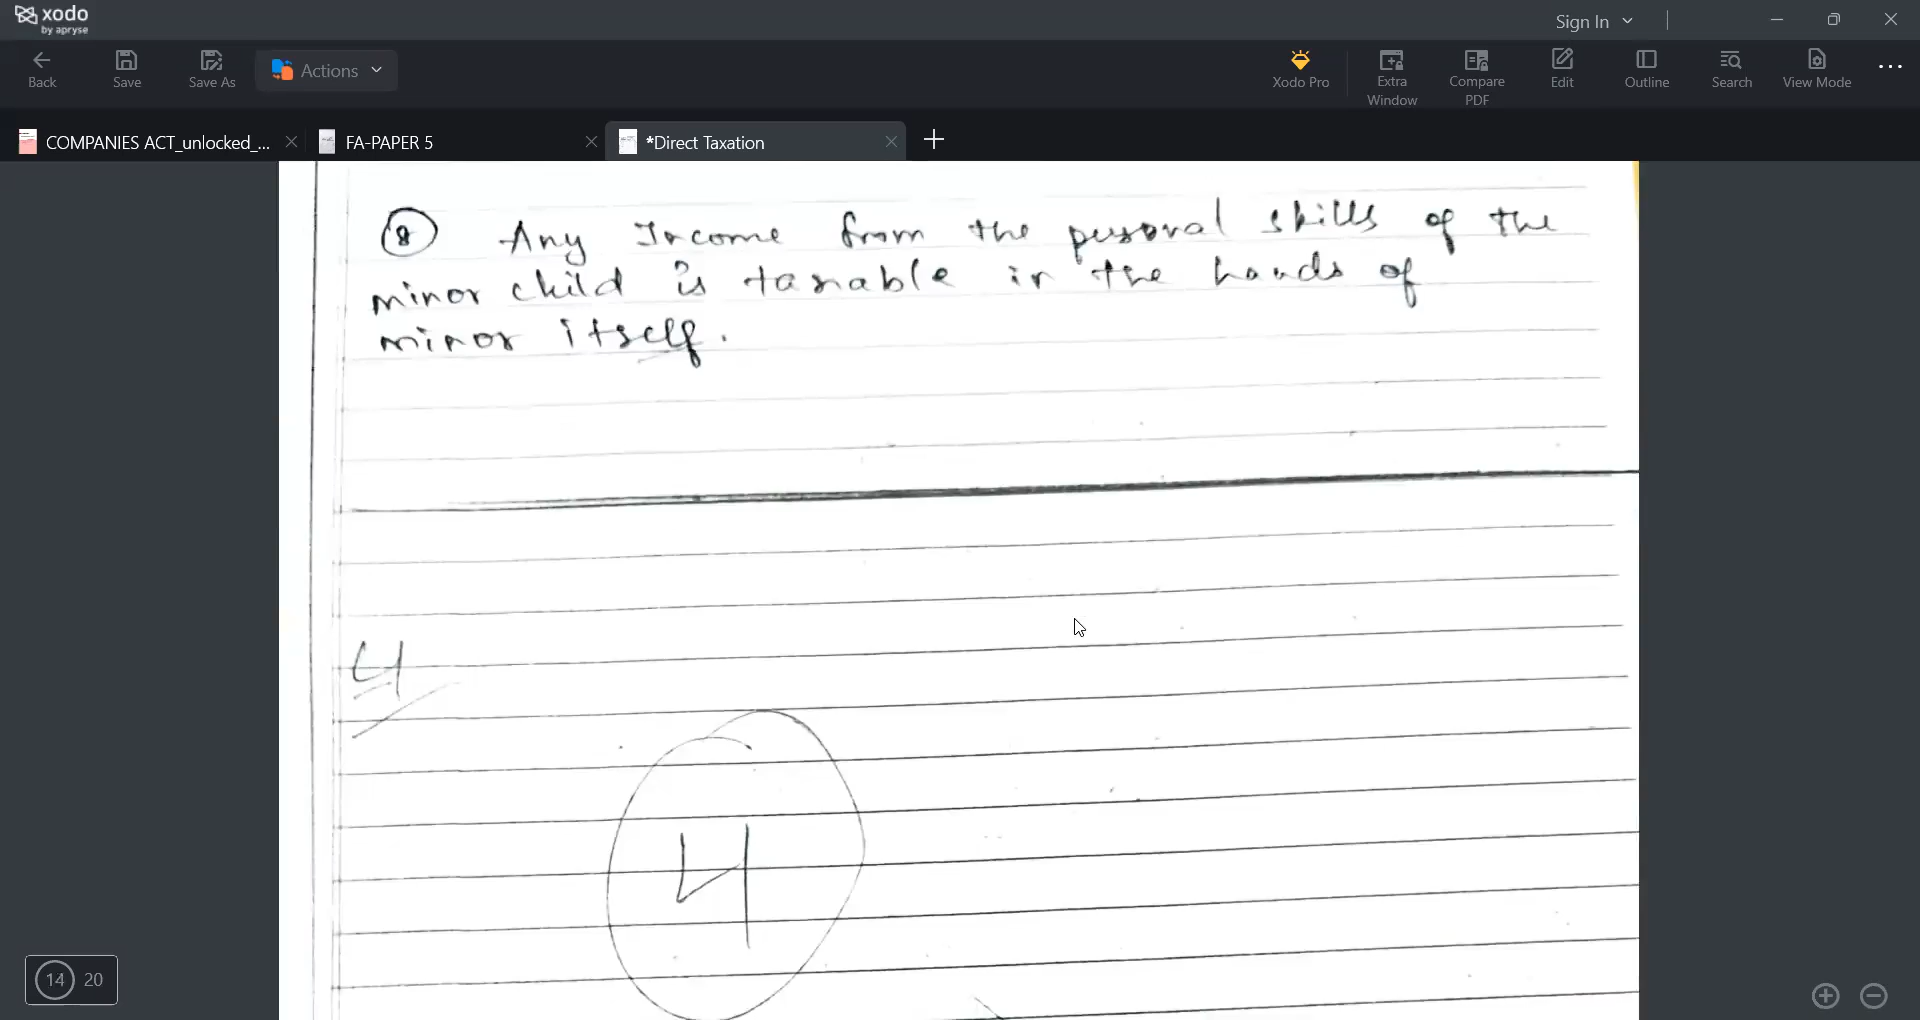 xodo
by apryse
Sign In
Back
Save
Save As
Actions
Xodo Pro
Extra
Window
Compare
PDF
Edit
Outline
Search
View Mode
COMPANIES ACT_unlocked_...
FA-PAPER 5
*Direct Taxation
8 Any Income from the personal skills of the
minor child is taxable in the hands of
minor itself.
4
4
14 20